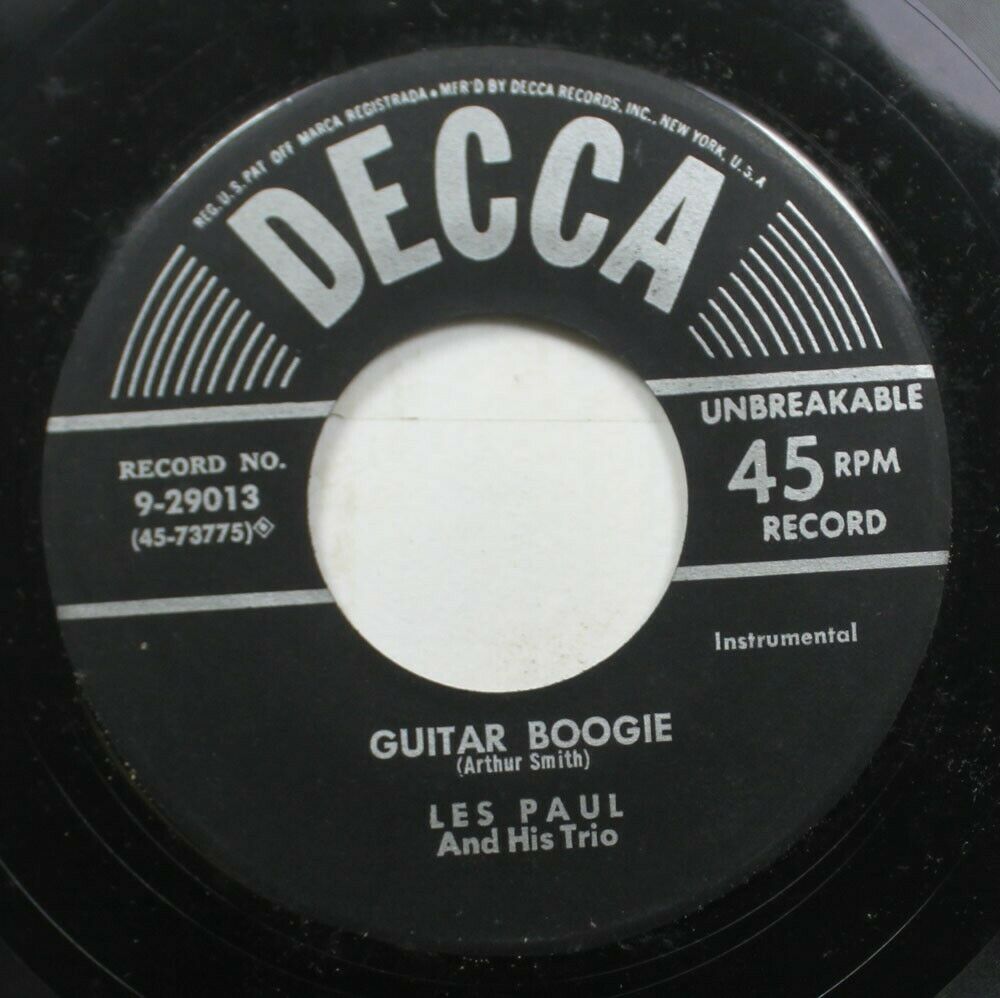 REG. U.S. PAT OFF MARCA REGISTRADA • MFR'D BY DECCA RECORDS, INC., NEW YORK, U.S.A
DECCA
UNBREAKABLE
45 RPM
RECORD
RECORD NO.
9-29013
(45-73775)
Instrumental
GUITAR BOOGIE
(Arthur Smith)
LES PAUL
And His Trio